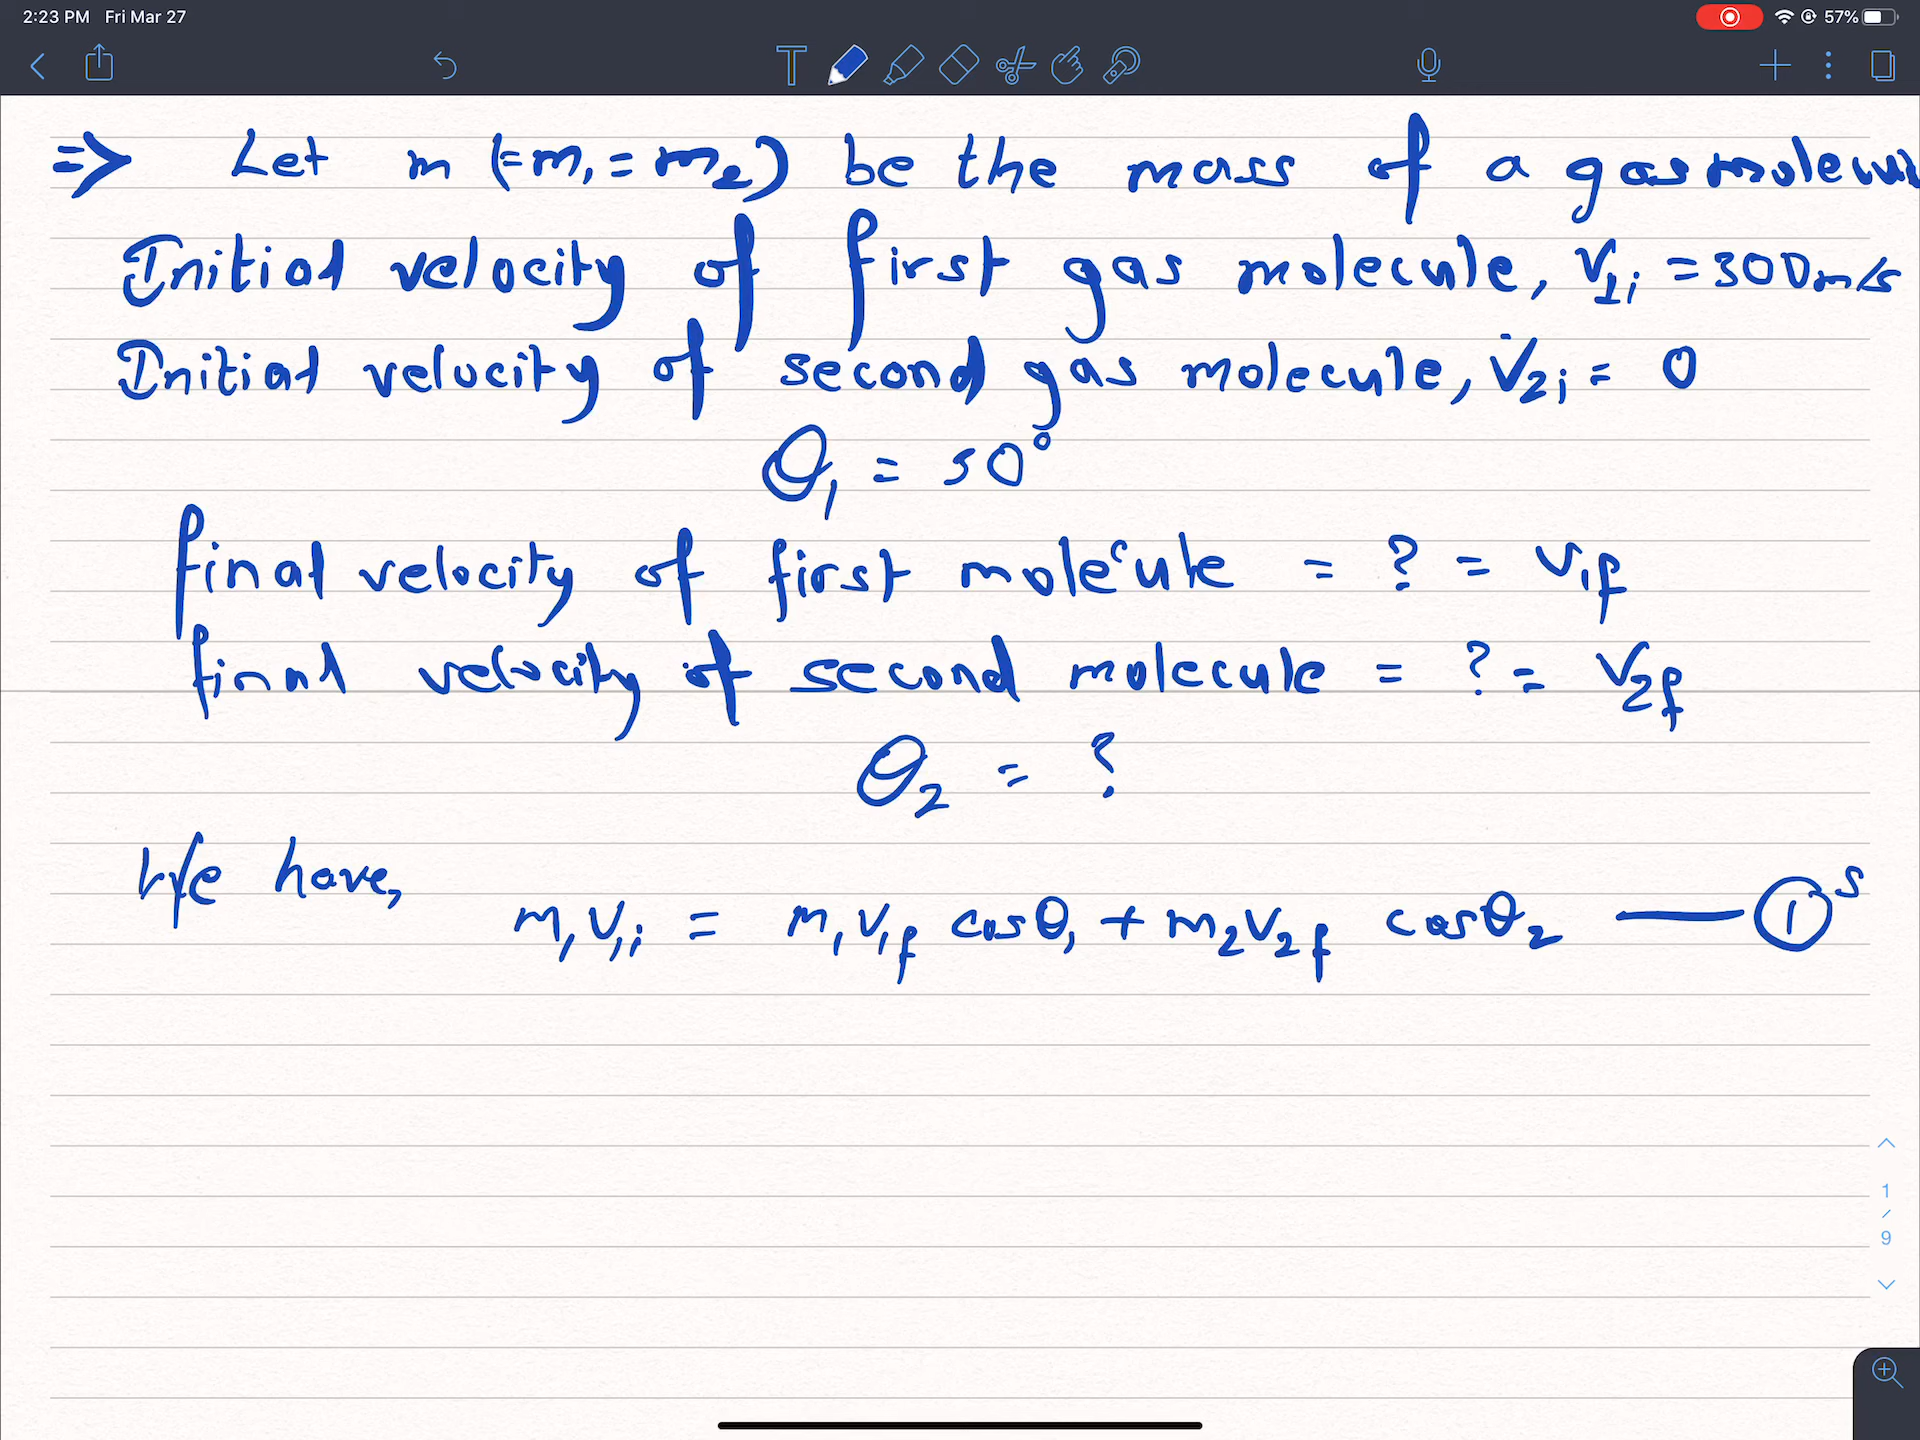 2:23 PM Fri Mar 27
57%
T
⇒ Let m (=m₁ = m₂) be the mass of a gas molecul
Initial velocity of first gas molecule, V₁i = 300m/s
Initial velocity of second gas molecule, V₂i = 0
θ₁ = 30°
final velocity of first molecule = ? = V₁f
final velocity of second molecule = ? = V₂f
θ₂ = ?
We have,
m₁V₁i = m₁V₁f cosθ₁ + m₂V₂f cosθ₂ — ① s
1
/
9